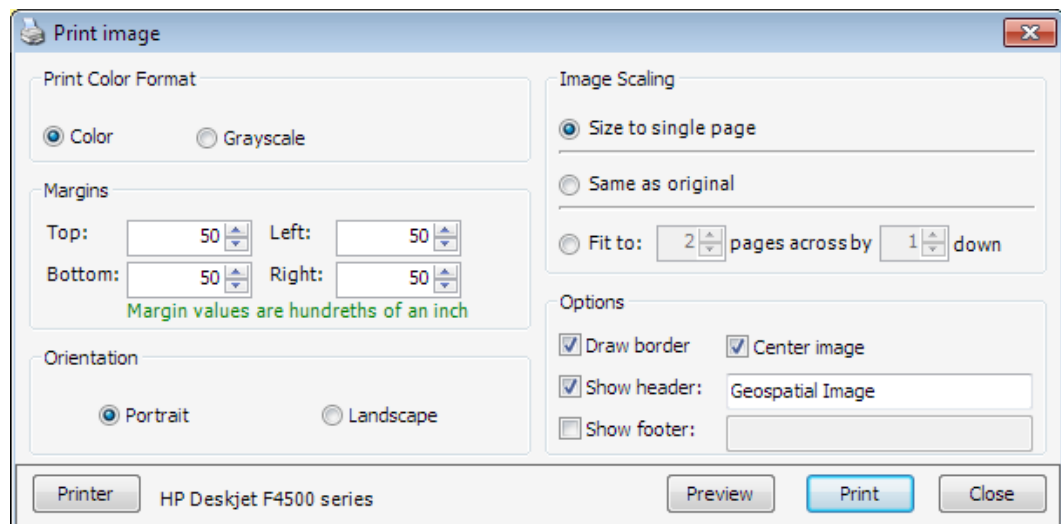 Print image
Print Color Format
Color
Grayscale
Margins
Top: 50 Left: 50
Bottom: 50 Right: 50
Margin values are hundreths of an inch
Orientation
Portrait
Landscape
Image Scaling
Size to single page
Same as original
Fit to: 2 pages across by 1 down
Options
Draw border
Center image
Show header: Geospatial Image
Show footer:
Printer
HP Deskjet F4500 series
Preview
Print
Close